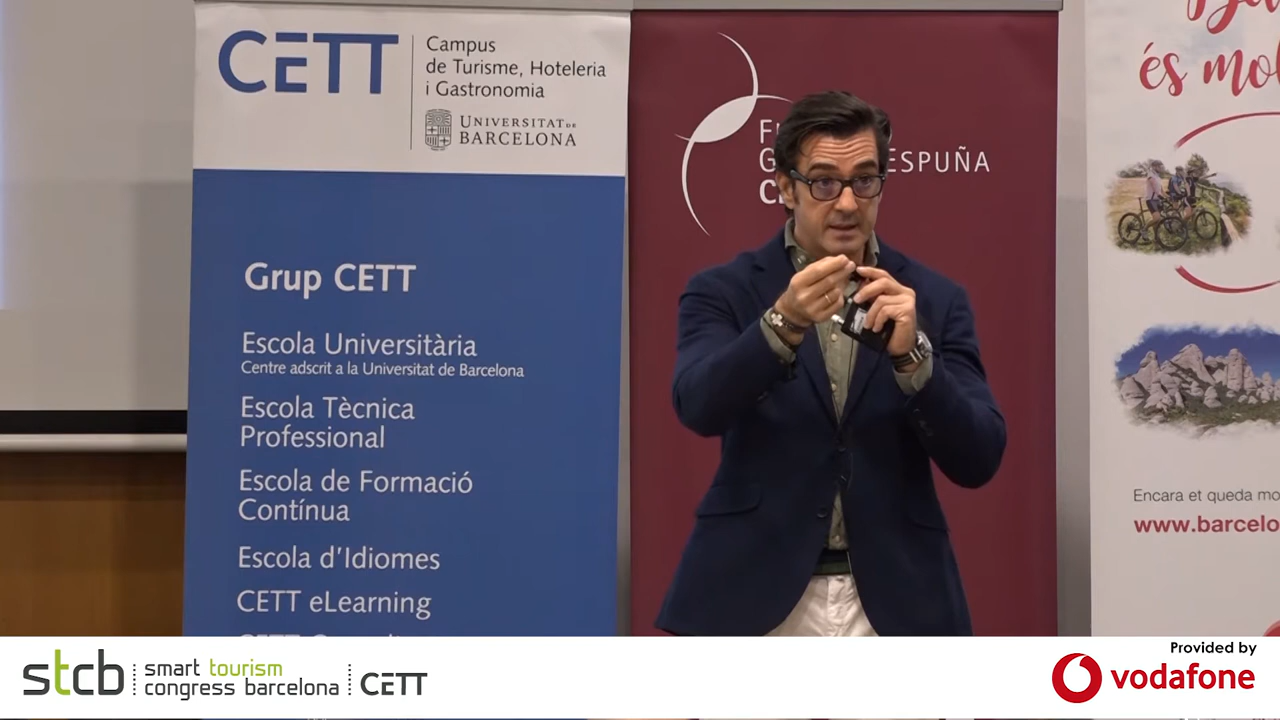 CETT
Campus
de Turisme, Hoteleria
i Gastronomia
UNIVERSITAT DE
BARCELONA
Grup CETT
Escola Universitària
Centre adscrit a la Universitat de Barcelona
Escola Tècnica
Professional
Escola de Formació
Contínua
Escola d'Idiomes
CETT eLearning
ESPUÑA
és
Encara et queda
www.barcelo
stcb
smart tourism
congress barcelona
CETT
Provided by
vodafone